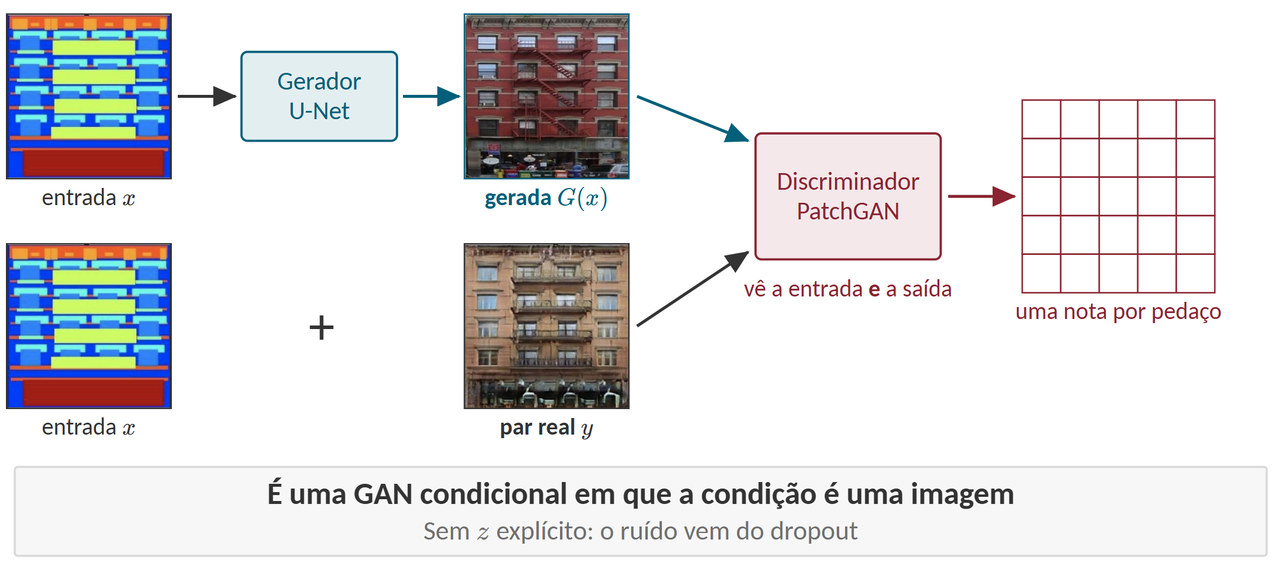 Gerador
U-Net
entrada x
gerada G(x)
Discriminador
PatchGAN
vê a entrada e a saída
uma nota por pedaço
+
entrada x
par real y
É uma GAN condicional em que a condição é uma imagem
Sem z explícito: o ruído vem do dropout